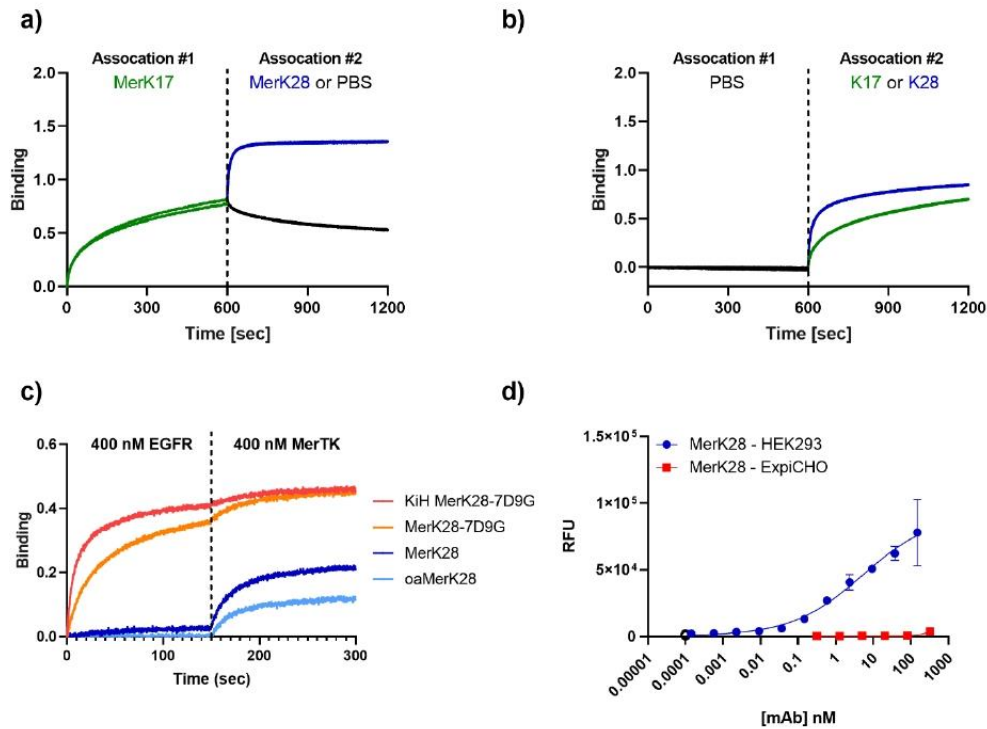 a)
Assocation #1
MerK17
Assocation #2
MerK28 or PBS
2.0
1.5
1.0
0.5
0.0
Binding
0
300
600
900
1200
Time [sec]
b)
Assocation #1
PBS
Assocation #2
K17 or K28
2.0
1.5
1.0
0.5
0.0
Binding
0
300
600
900
1200
Time [sec]
c)
400 nM EGFR
400 nM MerTK
0.6
0.4
0.2
0.0
Binding
0
100
200
300
Time (sec)
KiH MerK28-7D9G
MerK28-7D9G
MerK28
oaMerK28
d)
MerK28 - HEK293
MerK28 - ExpiCHO
1.5×10⁵
1×10⁵
5×10⁴
0
RFU
0.00001
0.0001
0.001
0.01
0.1
1
10
100
1000
[mAb] nM